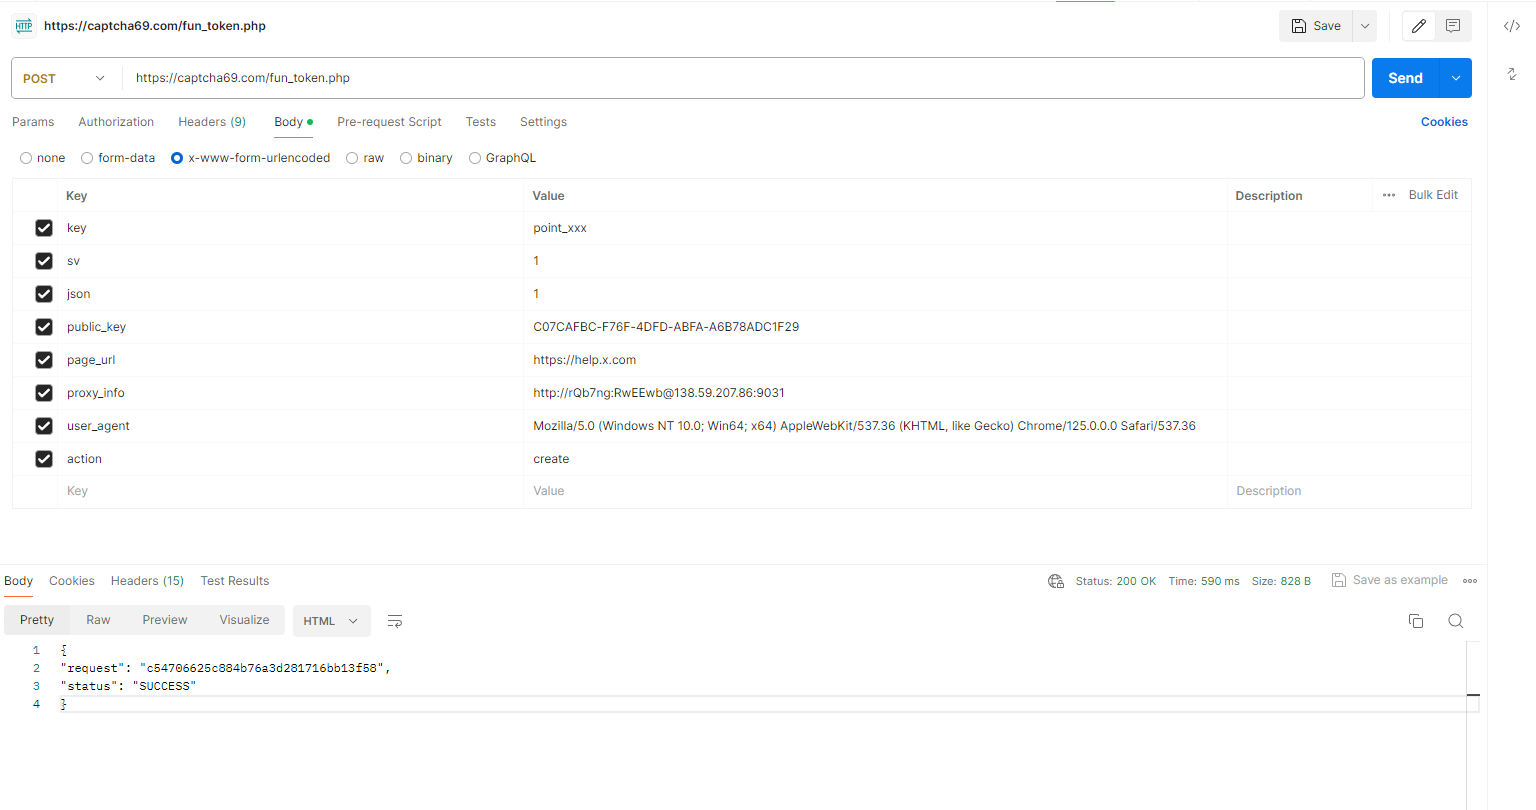 HTTP https://captcha69.com/fun_token.php Save
POST https://captcha69.com/fun_token.php Send
Params Authorization Headers (9) Body Pre-request Script Tests Settings Cookies
none form-data x-www-form-urlencoded raw binary GraphQL
Key Value Description ••• Bulk Edit
key point_xxx
sv 1
json 1
public_key C07CAFBC-F76F-4DFD-ABFA-A6B78ADC1F29
page_url https://help.x.com
proxy_info http://rQb7ng:RwEEwb@138.59.207.86:9031
user_agent Mozilla/5.0 (Windows NT 10.0; Win64; x64) AppleWebKit/537.36 (KHTML, like Gecko) Chrome/125.0.0.0 Safari/537.36
action create
Key Value Description
Body Cookies Headers (15) Test Results Status: 200 OK Time: 590 ms Size: 828 B Save as example
Pretty Raw Preview Visualize HTML
1 {
2 "request": "c54706625c884b76a3d281716bb13f58",
3 "status": "SUCCESS"
4 }